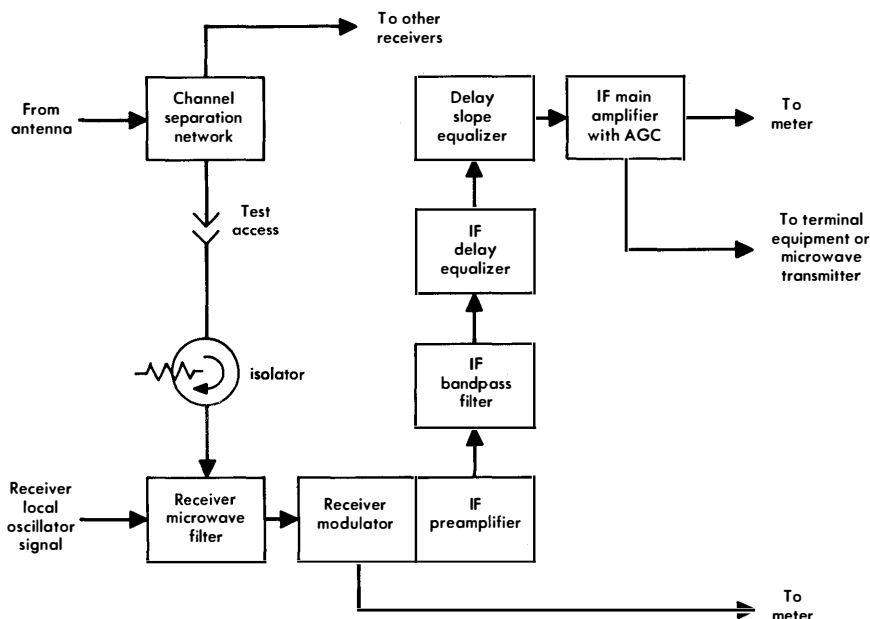 To other
receivers
From
antenna
Channel
separation
network
Delay
slope
equalizer
IF main
amplifier
with AGC
To
meter
Test
access
IF
delay
equalizer
To terminal
equipment or
microwave
transmitter
isolator
IF
bandpass
filter
Receiver
local
oscillator
signal
Receiver
microwave
filter
Receiver
modulator
IF
preamplifier
To
meter